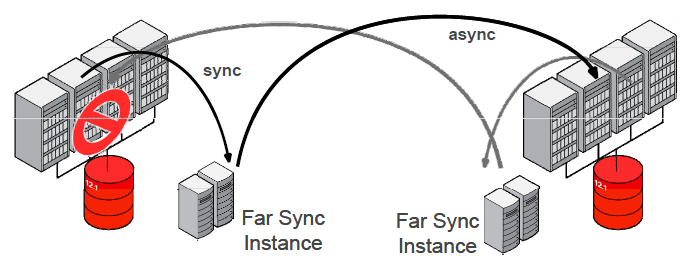 sync
async
12.1
12.1
Far Sync
Instance
Far Sync
Instance